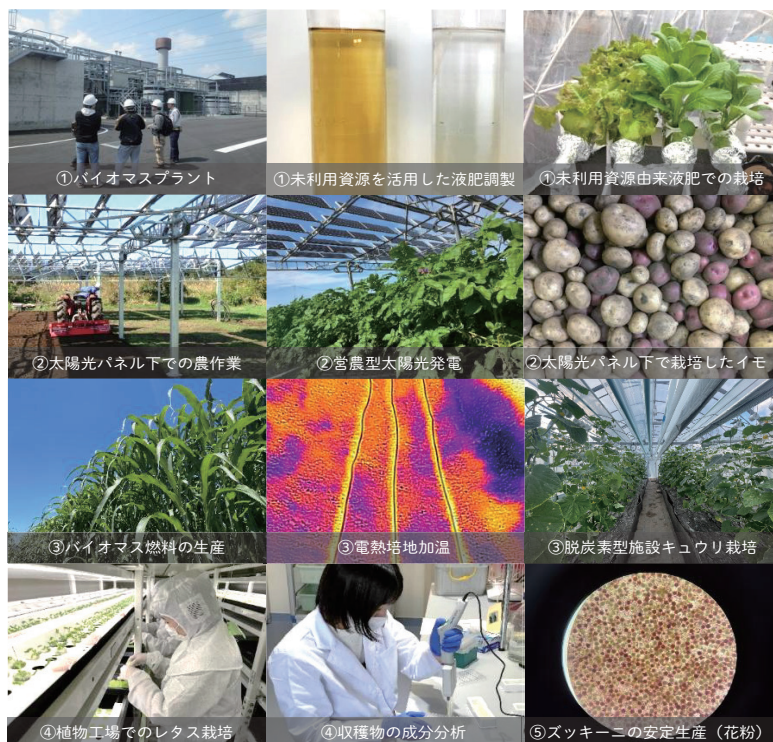 ①バイオマスプラント
①未利用資源を活用した液肥調製
①未利用資源由来液肥での栽培
②太陽光パネル下での農作業
②営農型太陽光発電
②太陽光パネル下で栽培したイモ
③バイオマス燃料の生産
③電熱培地加温
③脱炭素型施設キュウリ栽培
④植物工場でのレタス栽培
④収穫物の成分分析
⑤ズッキーニの安定生産（花粉）